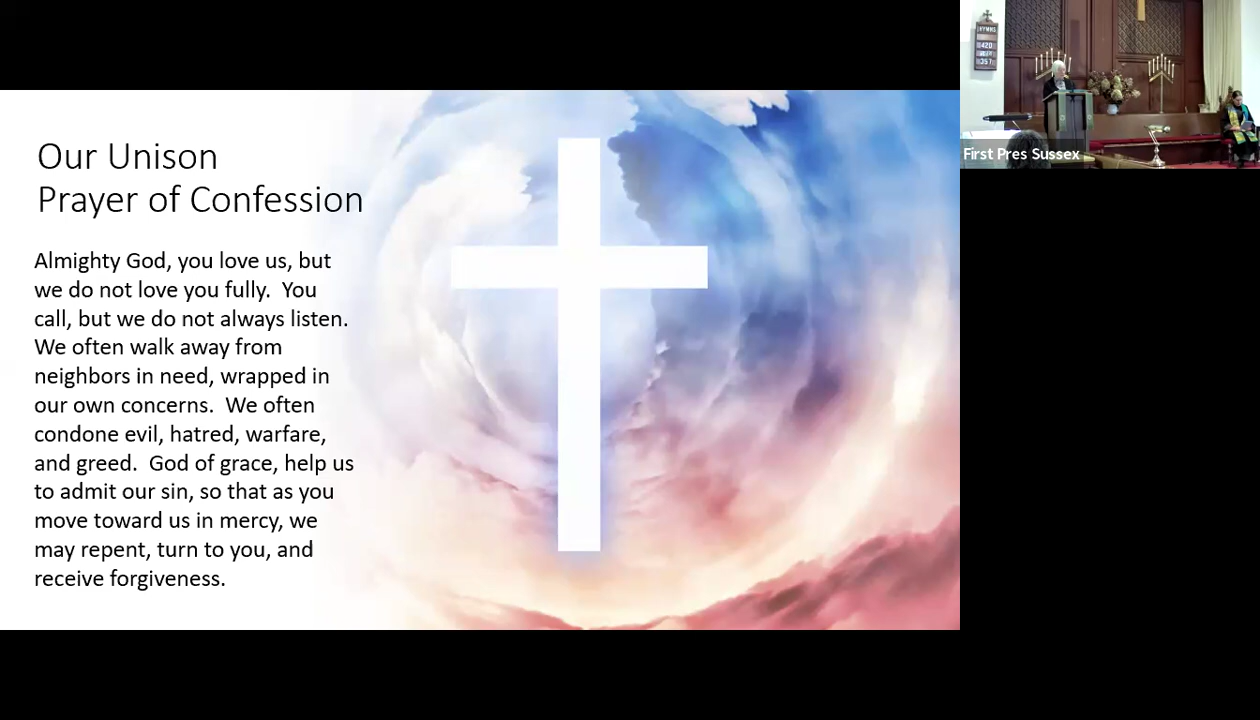 Our Unison
Prayer of Confession
Almighty God, you love us, but
we do not love you fully.  You
call, but we do not always listen.
We often walk away from
neighbors in need, wrapped in
our own concerns.  We often
condone evil, hatred, warfare,
and greed.  God of grace, help us
to admit our sin, so that as you
move toward us in mercy, we
may repent, turn to you, and
receive forgiveness.
HYMNS
420
357
First Pres Sussex